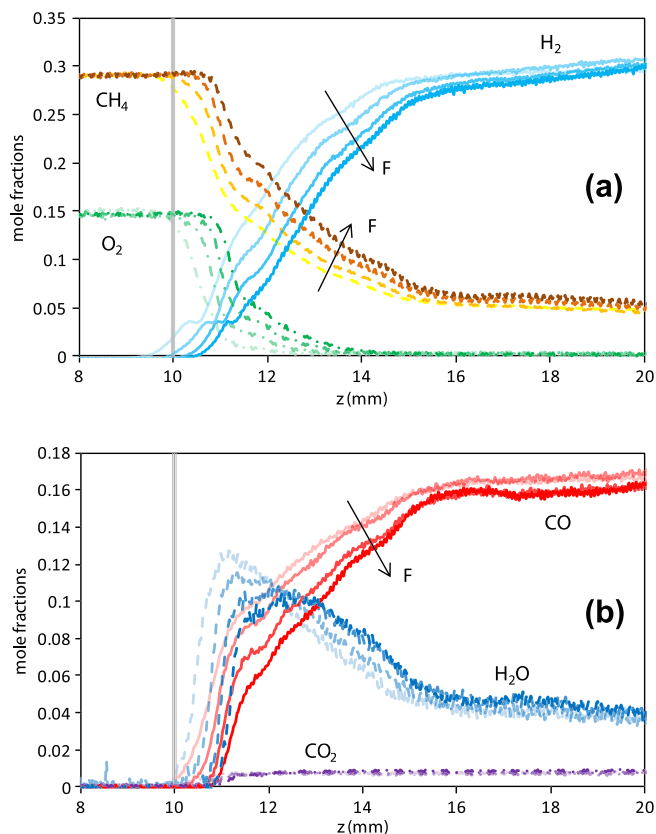 0.35
0.3
0.25
0.2
0.15
0.1
0.05
0
mole fractions
CH4
O2
H2
F
F
(a)
8 10 12 14 16 18 20
z (mm)
0.18
0.16
0.14
0.12
0.1
0.08
0.06
0.04
0.02
0
mole fractions
CO
F
(b)
H2O
CO2
8 10 12 14 16 18 20
z (mm)